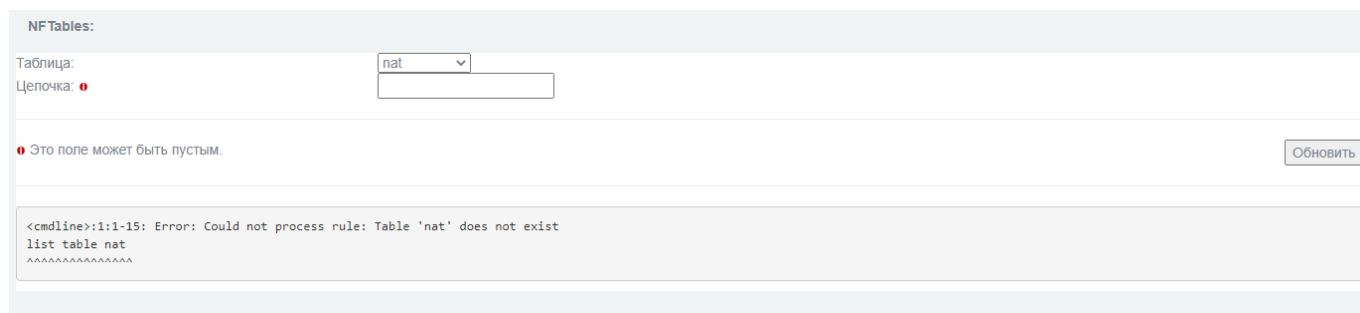 NFTables:
Таблица: nat
Цепочка:
Это поле может быть пустым.
Обновить
<cmdline>:1:1-15: Error: Could not process rule: Table 'nat' does not exist
list table nat
^^^^^^^^^^^^^^^